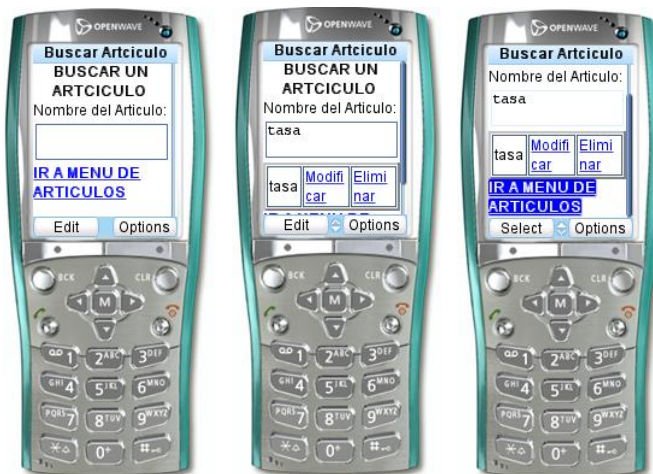 OPENWAVE
Buscar Artciculo
BUSCAR UN
ARTCICULO
Nombre del Articulo:
IR A MENU DE
ARTICULOS
Edit Options
BCK CLR
M
1 2ABC 3DEF
GHI4 5JKL 6MNO
PQRS7 8TUV 9WXYZ
0+ #
OPENWAVE
Buscar Artciculo
BUSCAR UN
ARTCICULO
Nombre del Articulo:
tasa
tasa Modifi Elimi
car nar
IR A MENU DE
Edit Options
BCK CLR
M
1 2ABC 3DEF
GHI4 5JKL 6MNO
PQRS7 8TUV 9WXYZ
0+ #
OPENWAVE
Buscar Artciculo
Nombre del Articulo:
tasa
tasa Modifi Elimi
car nar
IR A MENU DE
ARTICULOS
Select Options
BCK CLR
M
1 2ABC 3DEF
GHI4 5JKL 6MNO
PQRS7 8TUV 9WXYZ
0+ #